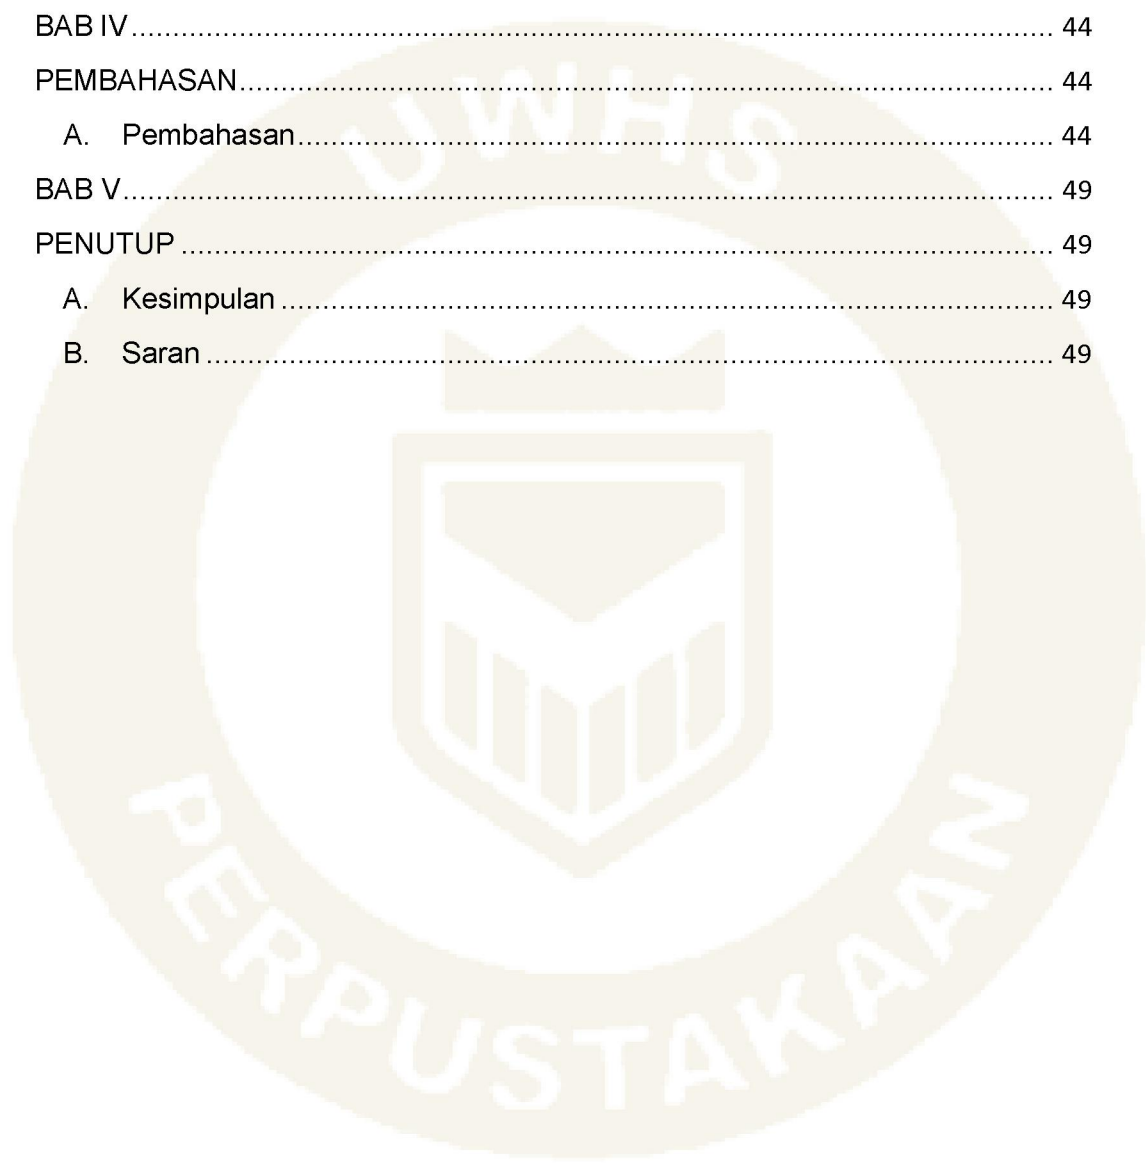 BAB IV........................................................................ 44
PEMBAHASAN........................................................................ 44
A. Pembahasan........................................................................ 44
BAB V........................................................................ 49
PENUTUP ........................................................................ 49
A. Kesimpulan ........................................................................ 49
B. Saran ........................................................................ 49
UWHS
PERPUSTAKAAN